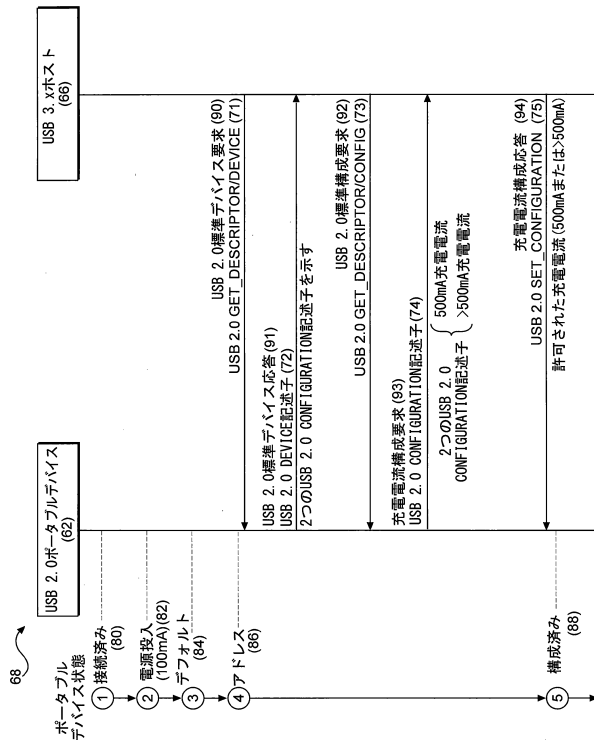 68
ポータブル
デバイス状態
USB 2.0ポータブルデバイス
(62)
USB 3.xホスト
(66)
1 接続済み
(80)
2 電源投入
(100mA)(82)
3 デフォルト
(84)
4 アドレス
(86)
USB 2.0標準デバイス要求 (90)
USB 2.0 GET_DESCRIPTOR/DEVICE (71)
USB 2.0標準デバイス応答(91)
USB 2.0 DEVICE記述子 (72)
2つのUSB 2.0 CONFIGURATION記述子を示す
USB 2.0標準構成要求 (92)
USB 2.0 GET_DESCRIPTOR/CONFIG (73)
充電電流構成要求 (93)
USB 2.0 CONFIGURATION記述子 (74)
2つのUSB 2.0
CONFIGURATION記述子
500mA充電電流
>500mA充電電流
充電電流構成応答 (94)
USB 2.0 SET_CONFIGURATION (75)
許可された充電電流(500mAまたは>500mA)
5 構成済み
(88)